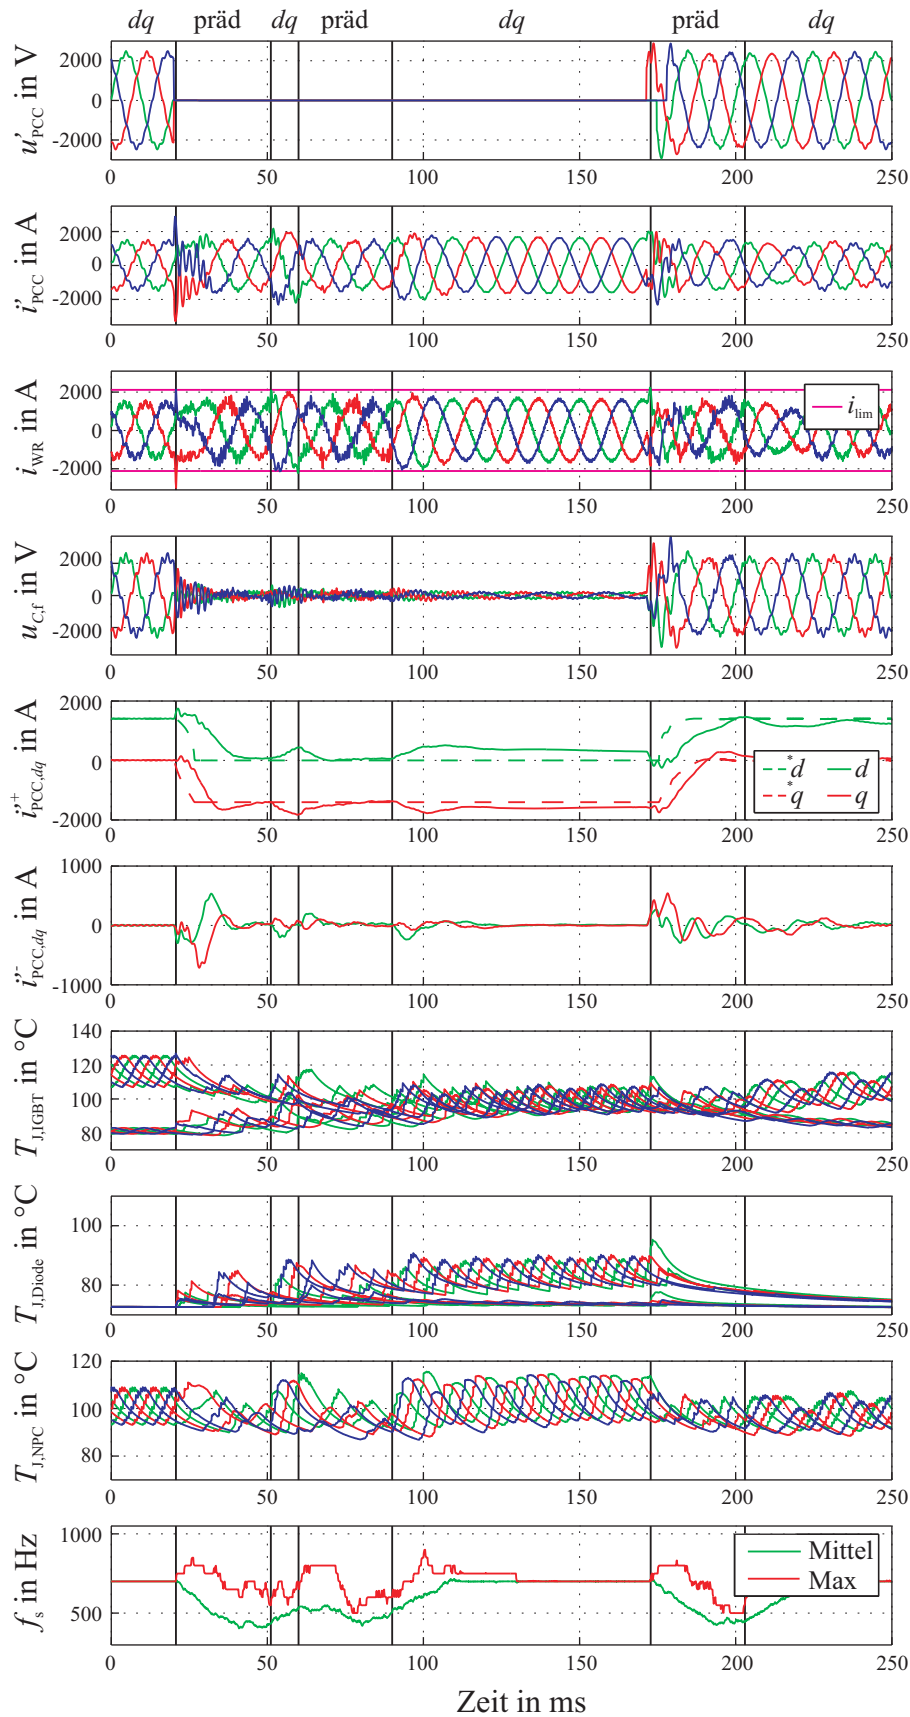 dq präd dq präd dq präd dq
u'PCC in V
2000
0
-2000
0 50 100 150 200 250
i''PCC in A
2000
0
-2000
0 50 100 150 200 250
iWR in A
2000
0
-2000
ilim
0 50 100 150 200 250
uC,f in V
2000
0
-2000
0 50 100 150 200 250
i''+PCC,dq in A
2000
0
-2000
*d d
*q q
0 50 100 150 200 250
i''-PCC,dq in A
1000
0
-1000
0 50 100 150 200 250
TJ,IGBT in °C
140
120
100
80
0 50 100 150 200 250
TJ,Diode in °C
100
80
0 50 100 150 200 250
TJ,NPC in °C
120
100
80
0 50 100 150 200 250
fs in Hz
1000
500
Mittel
Max
0 50 100 150 200 250
Zeit in ms